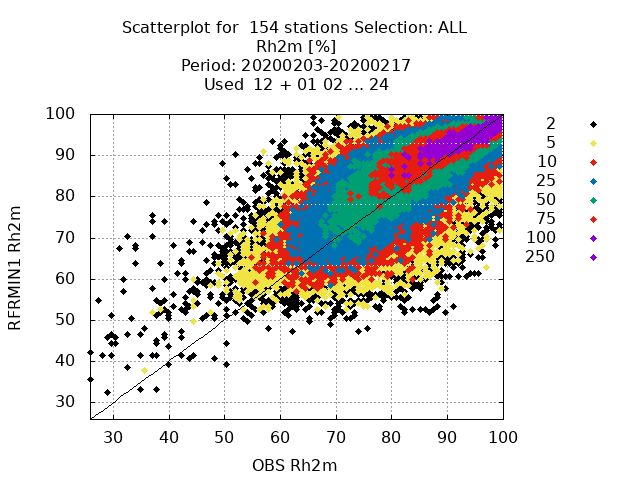 Scatterplot for 154 stations Selection: ALL
Rh2m [%]
Period: 20200203-20200217
Used 12 + 01 02 ... 24
RFRMIN1 Rh2m
100
90
80
70
60
50
40
30
30 40 50 60 70 80 90 100
OBS Rh2m
2
5
10
25
50
75
100
250